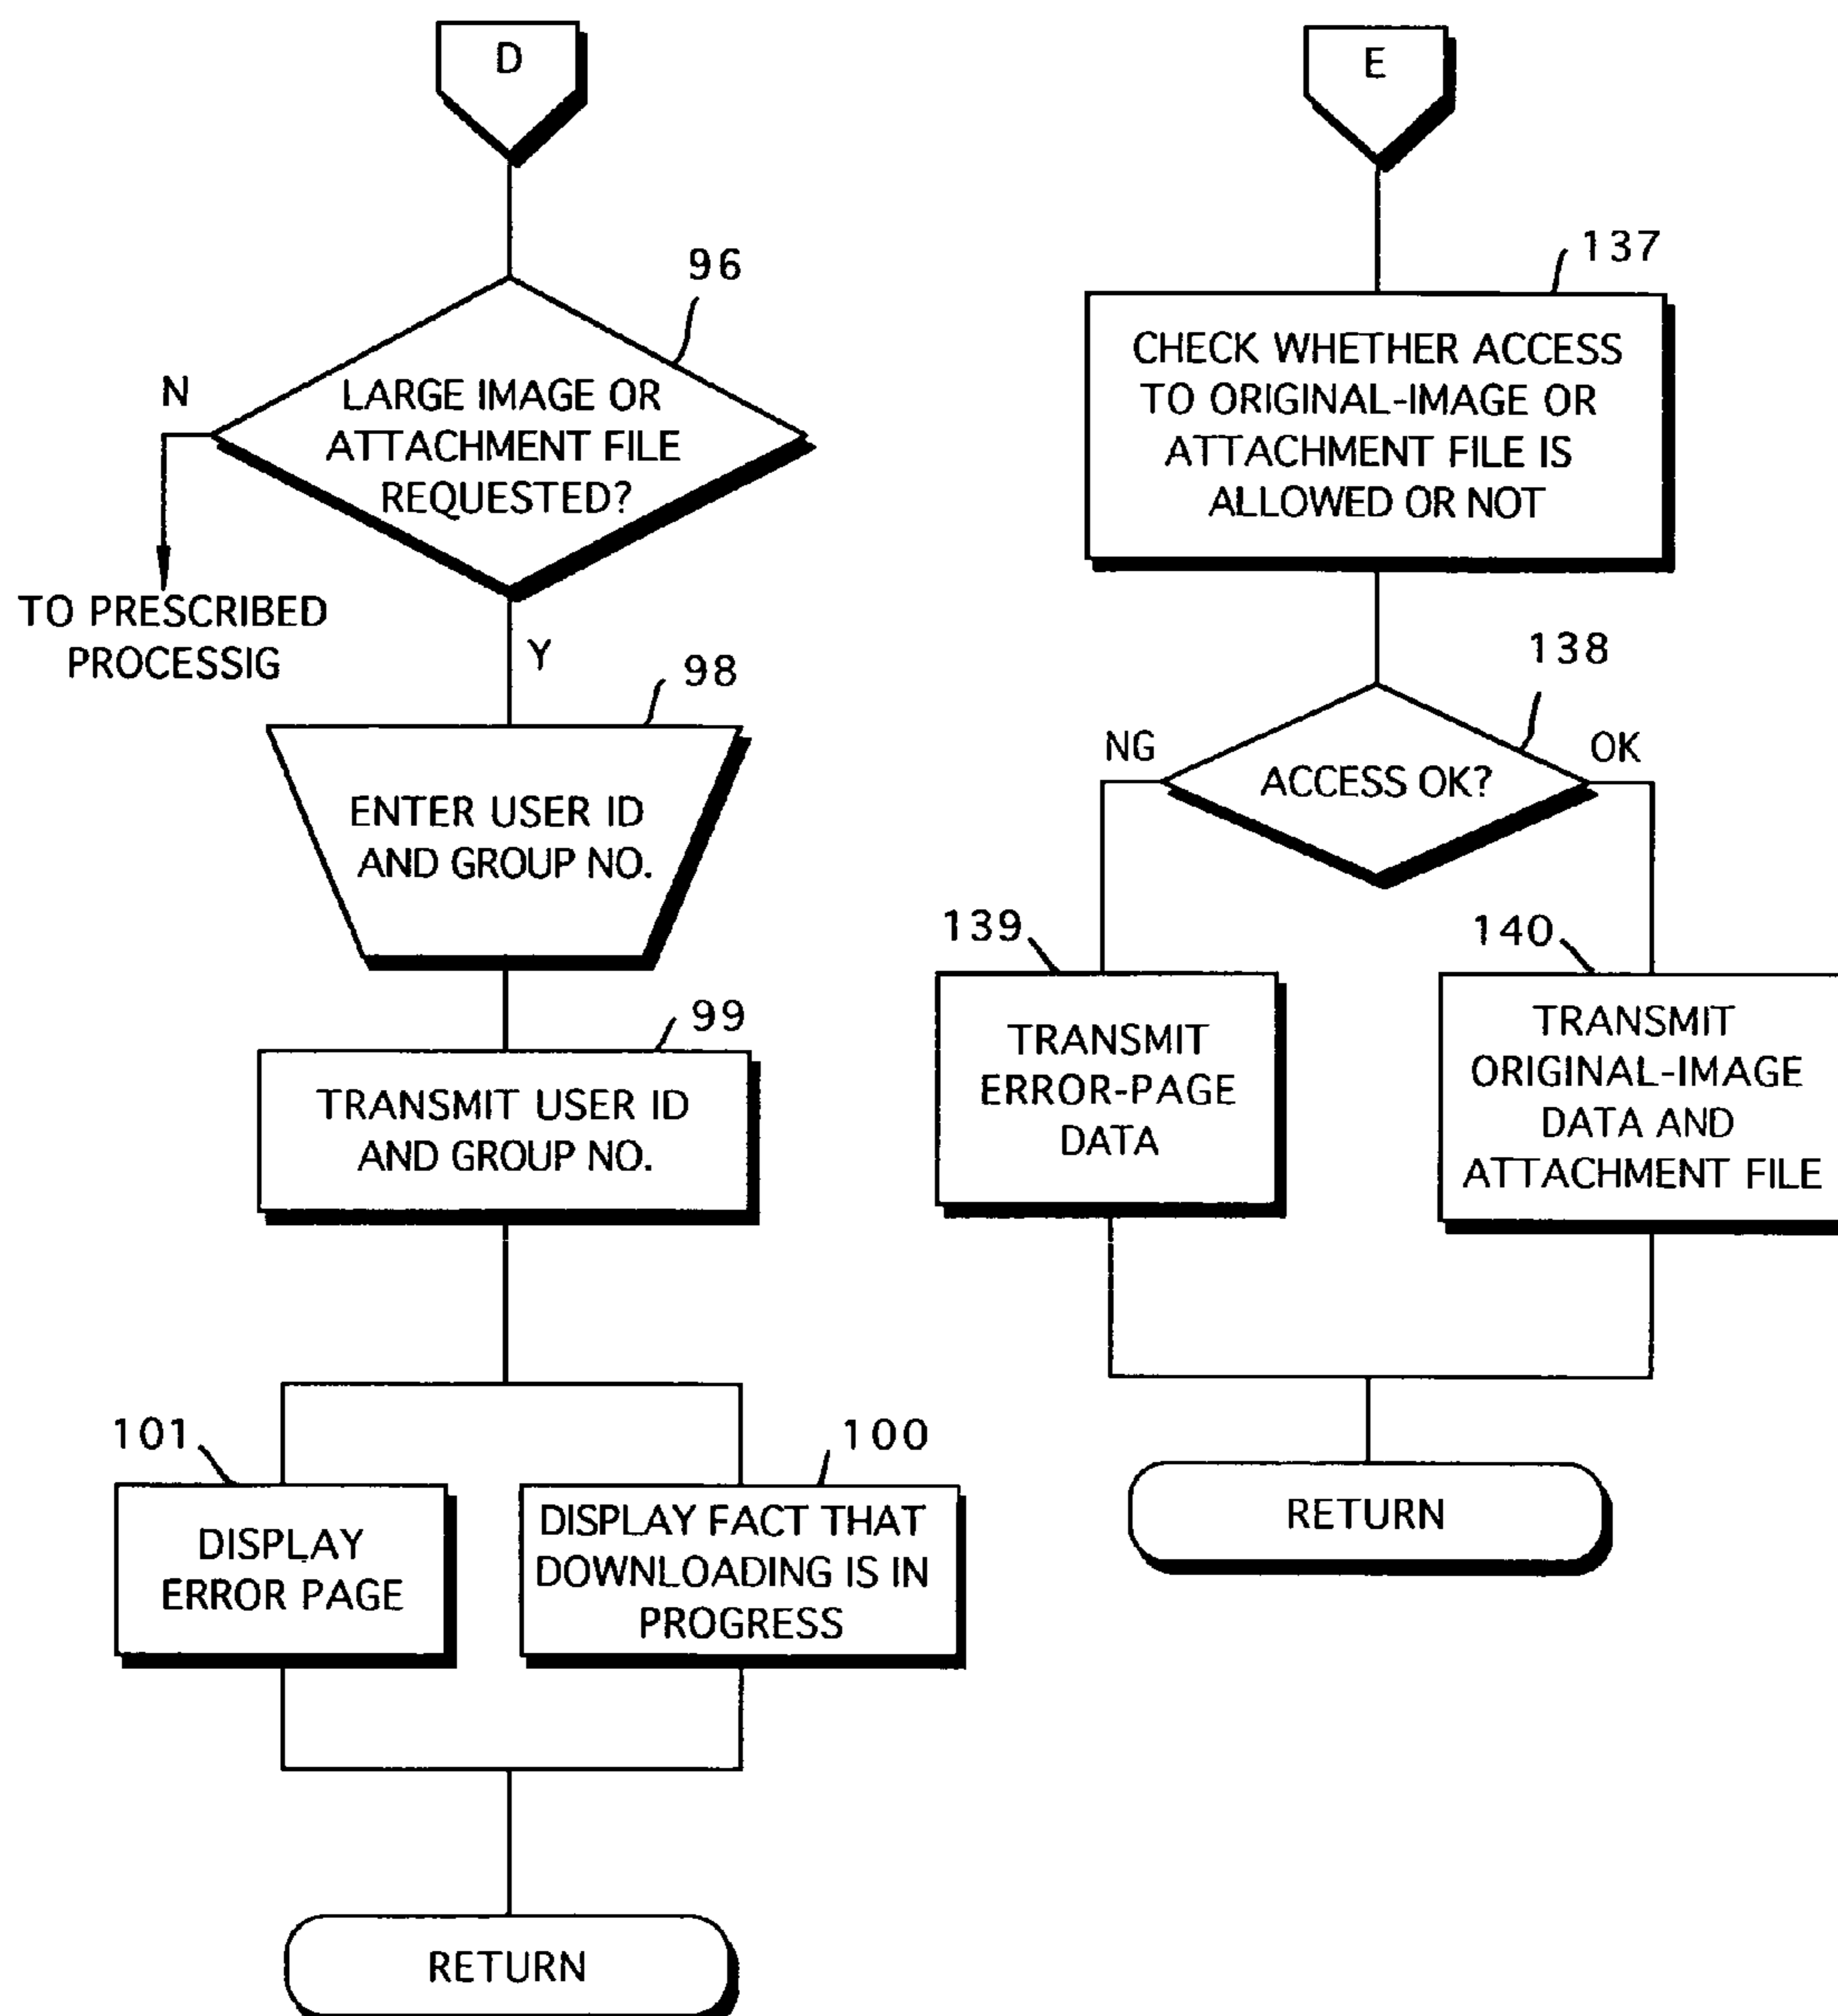 D
96
N
LARGE IMAGE OR
ATTACHMENT FILE
REQUESTED?
TO PRESCRIBED
PROCESSIG
Y
98
ENTER USER ID
AND GROUP NO.
99
TRANSMIT USER ID
AND GROUP NO.
101
DISPLAY
ERROR PAGE
100
DISPLAY FACT THAT
DOWNLOADING IS IN
PROGRESS
RETURN
E
137
CHECK WHETHER ACCESS
TO ORIGINAL-IMAGE OR
ATTACHMENT FILE IS
ALLOWED OR NOT
138
NG
OK
ACCESS OK?
139
TRANSMIT
ERROR-PAGE
DATA
140
TRANSMIT
ORIGINAL-IMAGE
DATA AND
ATTACHMENT FILE
RETURN